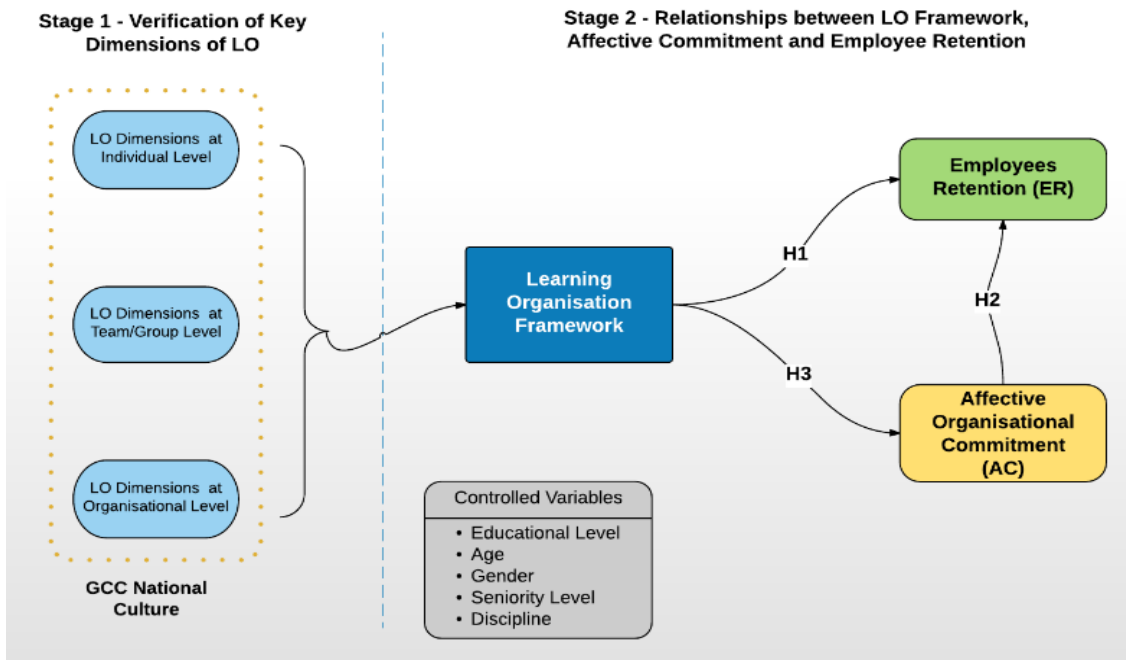 Stage 1 - Verification of Key
Dimensions of LO
Stage 2 - Relationships between LO Framework,
Affective Commitment and Employee Retention
LO Dimensions at
Individual Level
LO Dimensions at
Team/Group Level
LO Dimensions at
Organisational Level
GCC National
Culture
Learning
Organisation
Framework
H1
H2
H3
Employees
Retention (ER)
Affective
Organisational
Commitment
(AC)
Controlled Variables
• Educational Level
• Age
• Gender
• Seniority Level
• Discipline